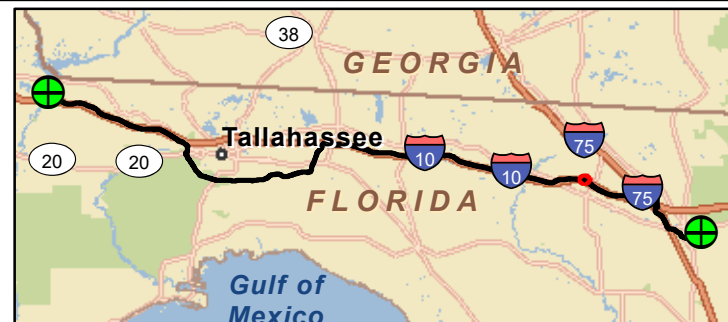 38
GEORGIA
Tallahassee
75
20
20
10
10
75
FLORIDA
Gulf of
Mexico